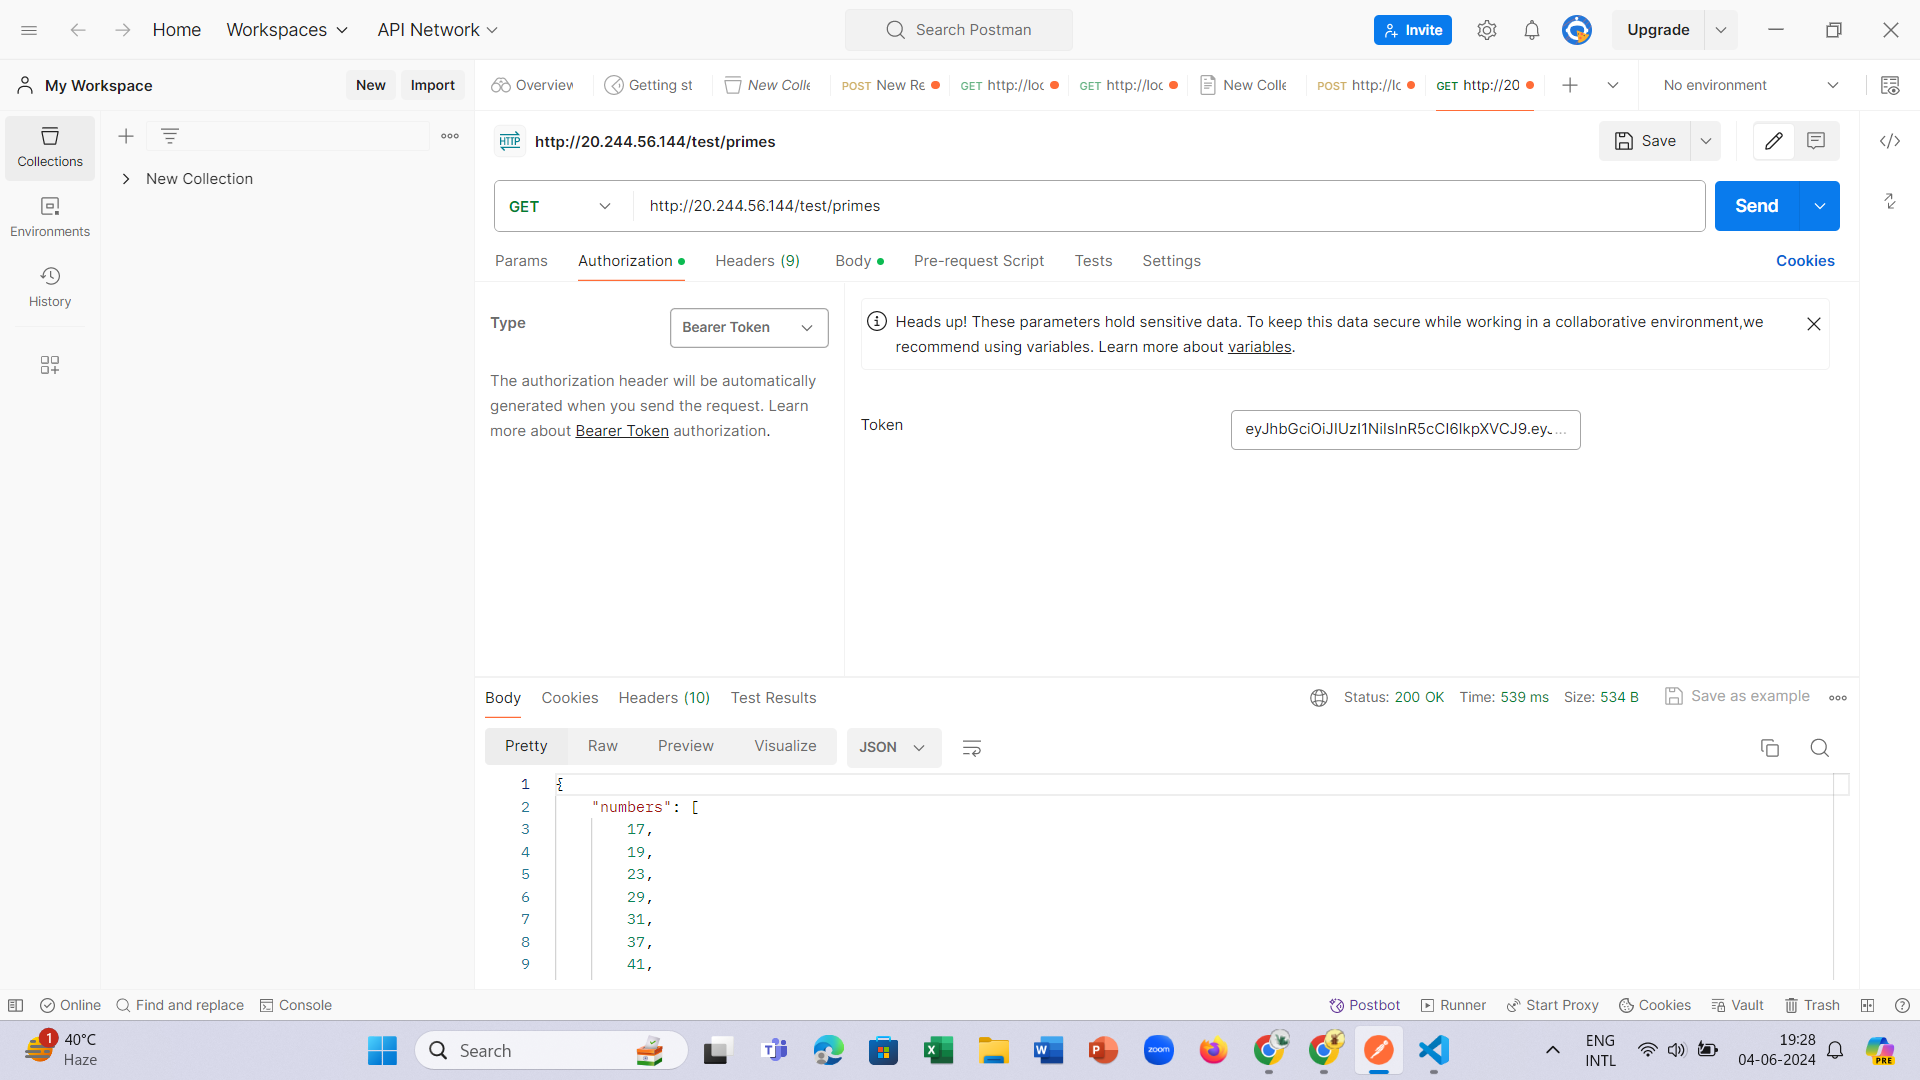 Home Workspaces API Network Search Postman Invite Upgrade
My Workspace New Import Overview Getting st New Colle POST New Re GET http://loc GET http://loc New Colle POST http://lc GET http://20 No environment
Collections
Environments
History
New Collection
HTTP http://20.244.56.144/test/primes Save
GET http://20.244.56.144/test/primes Send
Params Authorization Headers (9) Body Pre-request Script Tests Settings Cookies
Type Bearer Token
The authorization header will be automatically
generated when you send the request. Learn
more about Bearer Token authorization.
Heads up! These parameters hold sensitive data. To keep this data secure while working in a collaborative environment,we
recommend using variables. Learn more about variables.
Token eyJhbGciOiJIUzI1NiIsInR5cCI6IkpXVCJ9.eyJ...
Body Cookies Headers (10) Test Results Status: 200 OK Time: 539 ms Size: 534 B Save as example
Pretty Raw Preview Visualize JSON
1 {
2 "numbers": [
3 17,
4 19,
5 23,
6 29,
7 31,
8 37,
9 41,
Online Find and replace Console Postbot Runner Start Proxy Cookies Vault Trash
1 40°C
Haze
Search
zoom
ENG
INTL
19:28
04-06-2024
PRE